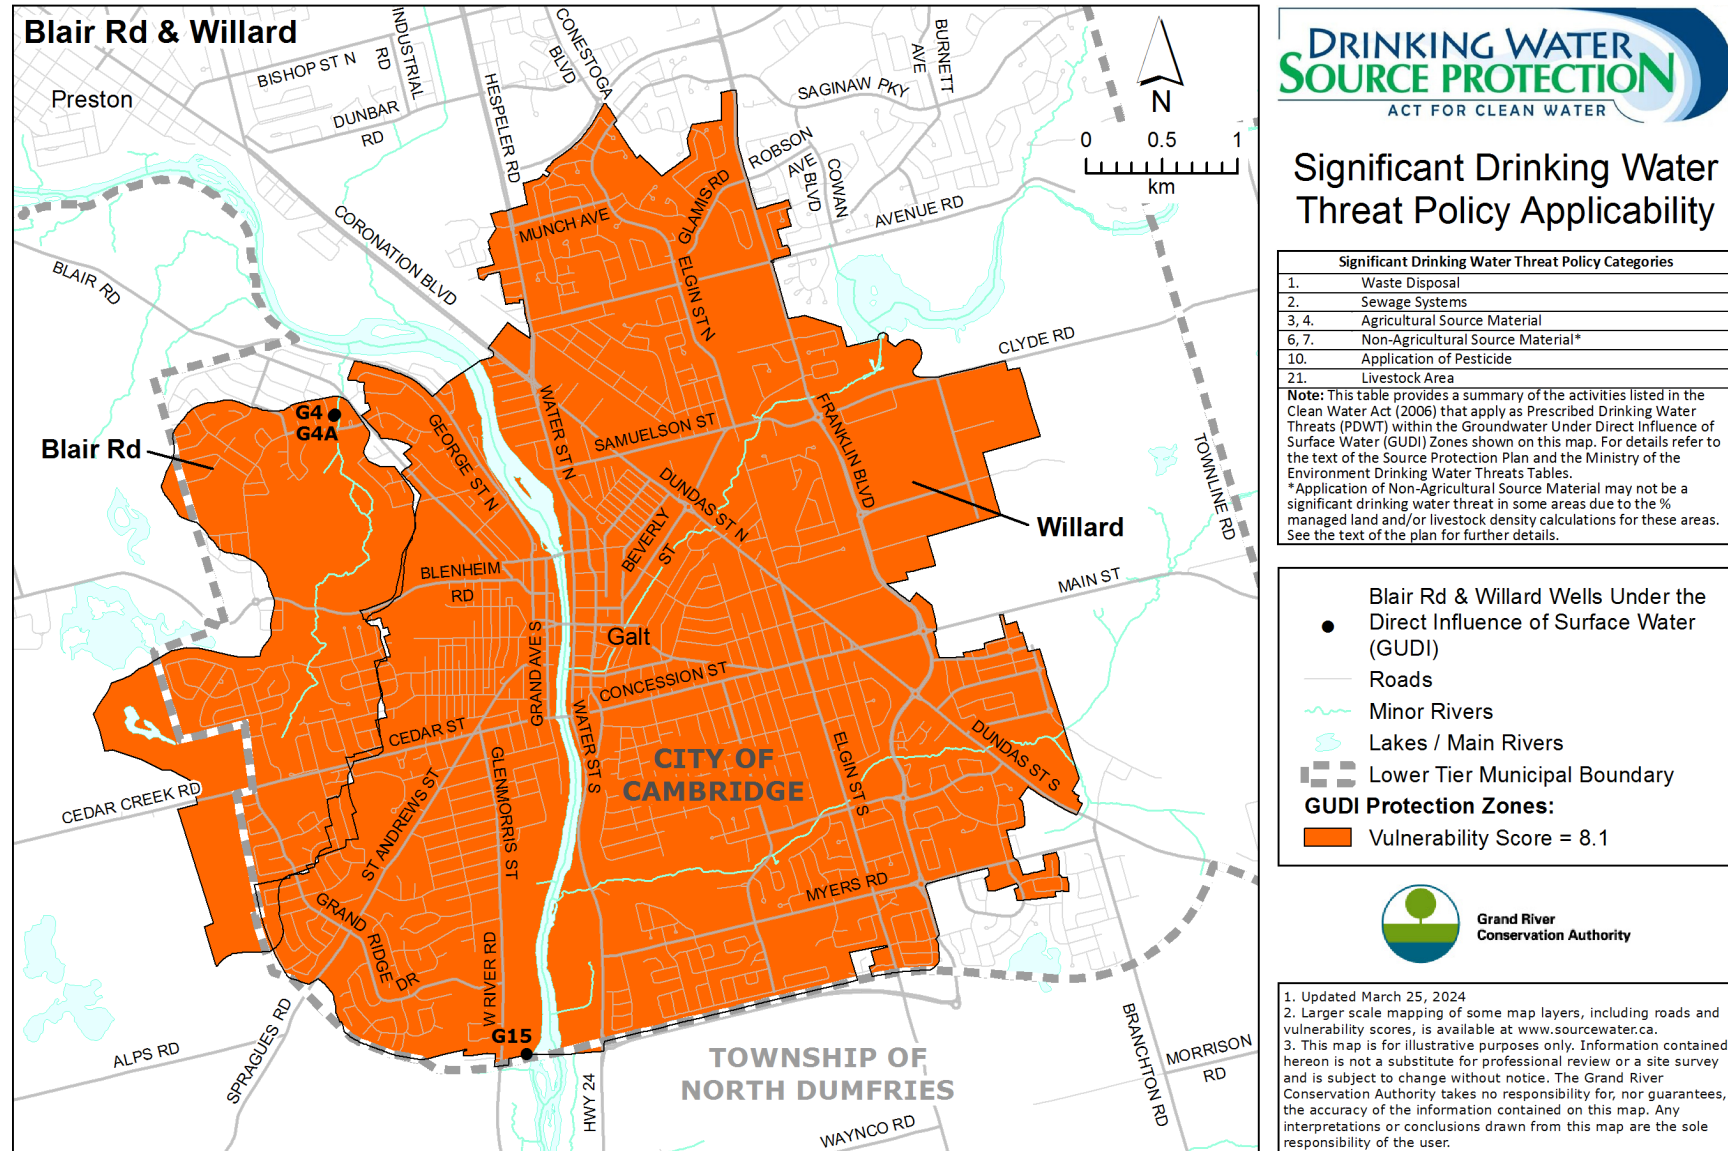 Blair Rd & Willard
Preston
BISHOP ST N
INDUSTRIAL
RD
DUNBAR
RD
HESPELER RD
CONESTOGA
BLVD
BURNETT
AVE
SAGINAW PKY
ROBSON
AVE
COWAN
BLVD
AVENUE RD
N
0 0.5 1
km
BLAIR RD
CORONATION BLVD
MUNCH AVE
GLAMIS RD
ELGIN ST N
CLYDE RD
G4
G4A
Blair Rd
GEORGE ST N
WATER ST N
SAMUELSON ST
FRANKLIN BLVD
DUNDAS ST N
BEVERLY
ST
TOWNLINE RD
Willard
BLENHEIM
RD
MAIN ST
Galt
GRAND AVE S
CONCESSION ST
CEDAR ST
WATER ST S
CITY OF
CAMBRIDGE
ELGIN ST S
DUNDAS ST S
GLENMORRIS ST
CEDAR CREEK RD
ST ANDREWS ST
MYERS RD
GRAND RIDGE
DR
W RIVER RD
G15
SPRAGUES RD
ALPS RD
HWY 24
TOWNSHIP OF
NORTH DUMFRIES
BRANCHTON RD
MORRISON
RD
WAYNCO RD
DRINKING WATER
SOURCE PROTECTION
ACT FOR CLEAN WATER
Significant Drinking Water
Threat Policy Applicability
Significant Drinking Water Threat Policy Categories
1. Waste Disposal
2. Sewage Systems
3, 4. Agricultural Source Material
6, 7. Non-Agricultural Source Material*
10. Application of Pesticide
21. Livestock Area
Note: This table provides a summary of the activities listed in the
Clean Water Act (2006) that apply as Prescribed Drinking Water
Threats (PDWT) within the Groundwater Under Direct Influence of
Surface Water (GUDI) Zones shown on this map. For details refer to
the text of the Source Protection Plan and the Ministry of the
Environment Drinking Water Threats Tables.
*Application of Non-Agricultural Source Material may not be a
significant drinking water threat in some areas due to the %
managed land and/or livestock density calculations for these areas.
See the text of the plan for further details.
Blair Rd & Willard Wells Under the
Direct Influence of Surface Water
(GUDI)
Roads
Minor Rivers
Lakes / Main Rivers
Lower Tier Municipal Boundary
GUDI Protection Zones:
Vulnerability Score = 8.1
Grand River
Conservation Authority
1. Updated March 25, 2024
2. Larger scale mapping of some map layers, including roads and
vulnerability scores, is available at www.sourcewater.ca.
3. This map is for illustrative purposes only. Information contained
hereon is not a substitute for professional review or a site survey
and is subject to change without notice. The Grand River
Conservation Authority takes no responsibility for, nor guarantees,
the accuracy of the information contained on this map. Any
interpretations or conclusions drawn from this map are the sole
responsibility of the user.